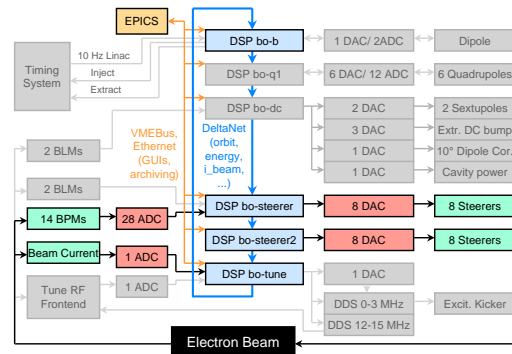 EPICS
DSP bo-b
1 DAC/ 2ADC
Dipole
10 Hz Linac
Timing
System
Inject
Extract
DSP bo-q1
6 DAC/ 12 ADC
6 Quadrupoles
DSP bo-dc
2 DAC
2 Sextupoles
VMEBus,
Ethernet
(GUIs,
archiving)
DeltaNet
(orbit,
energy,
i_beam,
...)
3 DAC
Extr. DC bump
2 BLMs
1 DAC
10° Dipole Cor.
1 DAC
Cavity power
2 BLMs
14 BPMs
28 ADC
DSP bo-steerer
8 DAC
8 Steerers
DSP bo-steerer2
8 DAC
8 Steerers
Beam Current
1 ADC
DSP bo-tune
1 DAC
Tune RF
Frontend
1 ADC
DDS 0-3 MHz
Excit. Kicker
DDS 12-15 MHz
Electron Beam